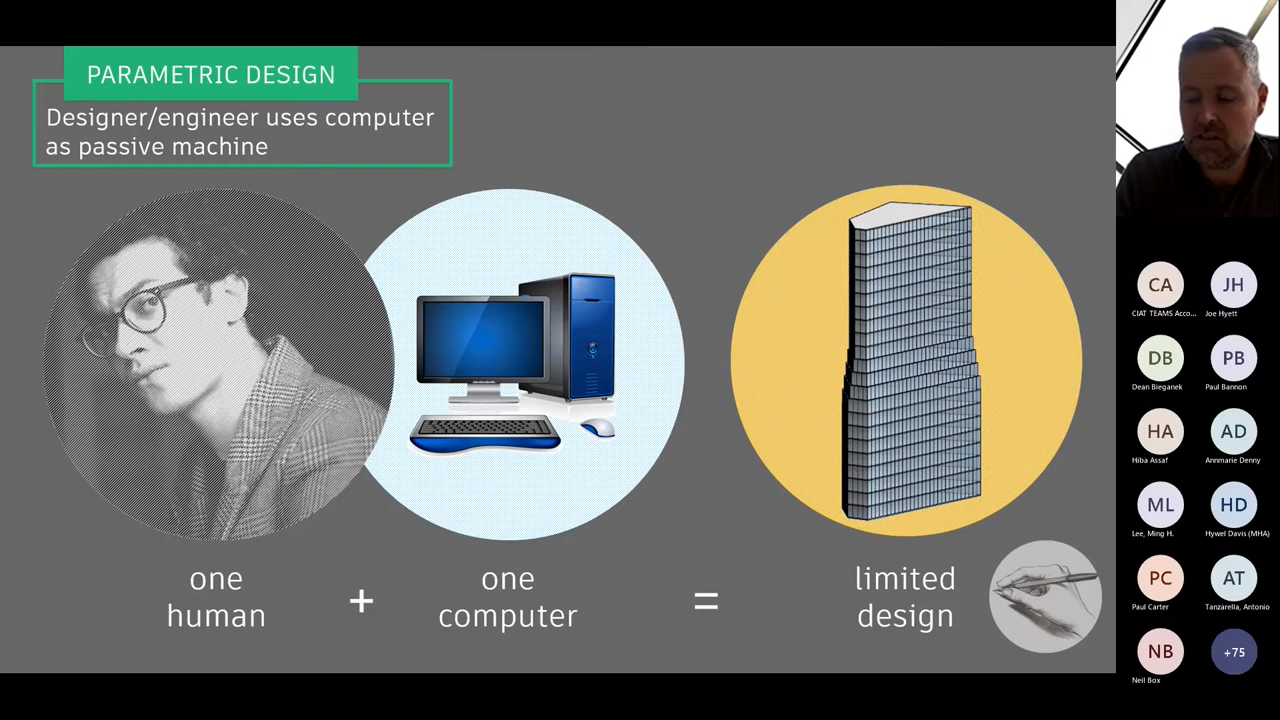 PARAMETRIC DESIGN
Designer/engineer uses computer
as passive machine
one
human
+
one
computer
=
limited
design
CA
JH
CIAT TEAMS Acco...
Joe Hyett
DB
PB
Dean Bieganek
Paul Bannon
HA
AD
Hiba Assaf
Annmarie Denny
ML
HD
Lee, Ming H.
Hywel Davis (MHA)
PC
AT
Paul Carter
Tanzarella, Antonio
NB
+75
Neil Box